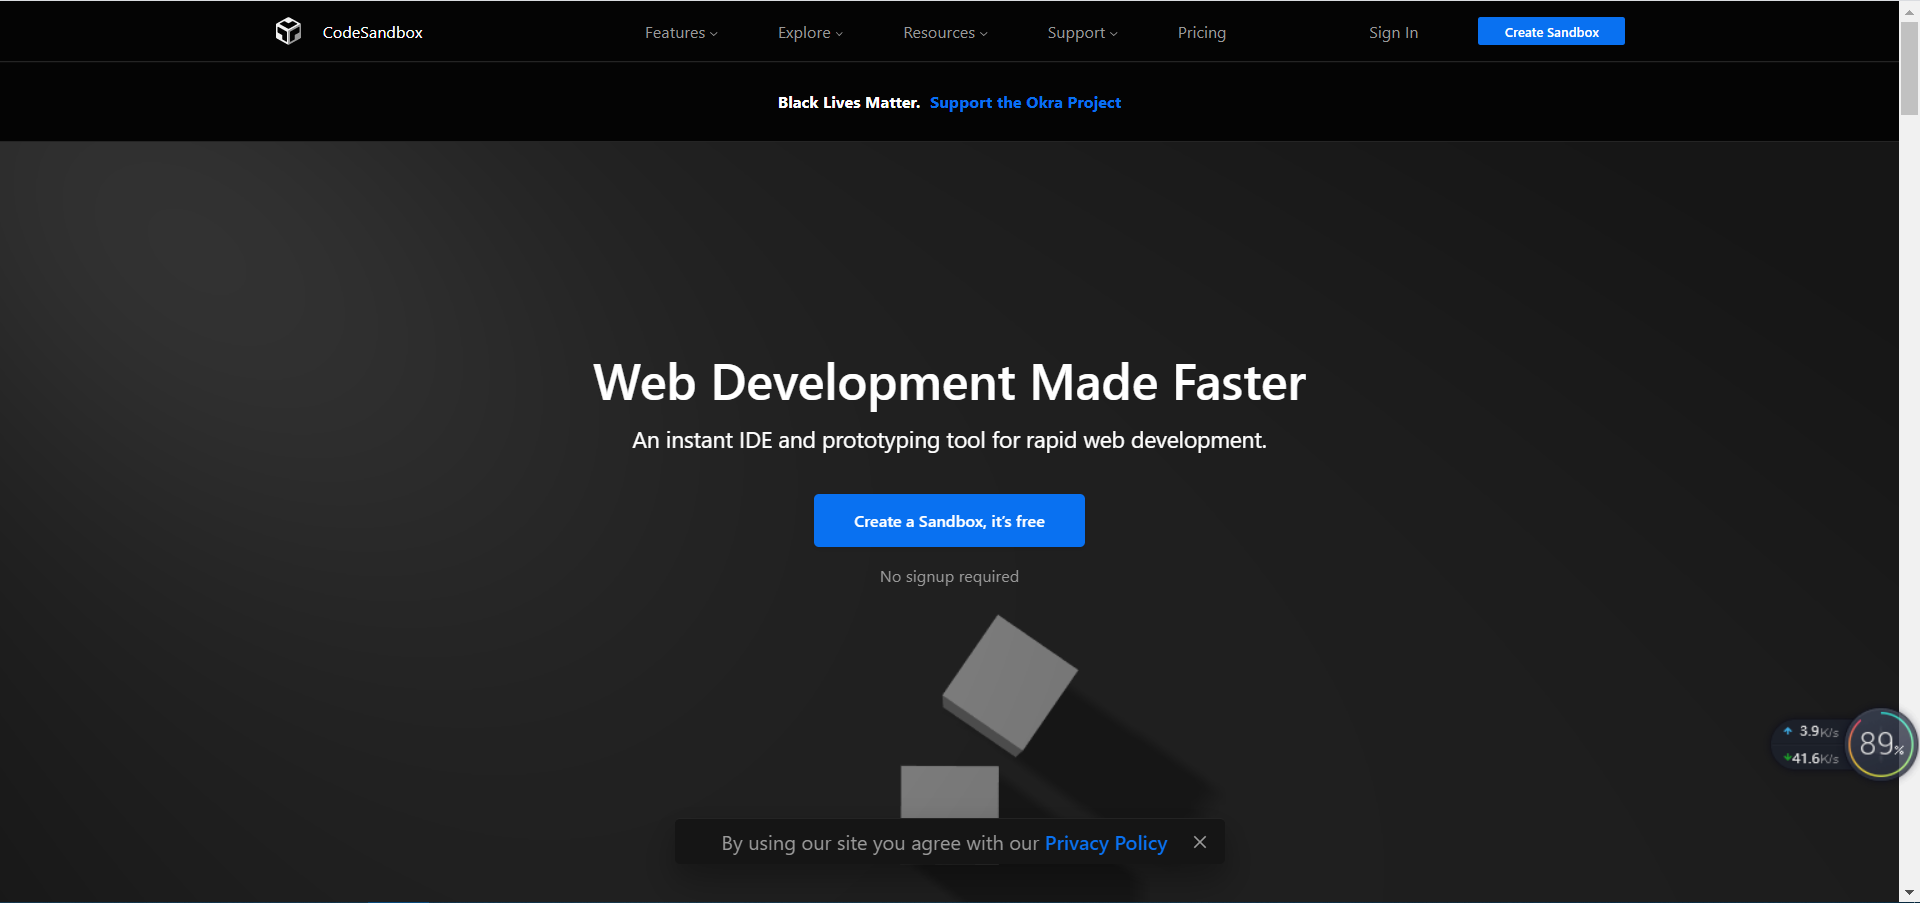 CodeSandbox
Features
Explore
Resources
Support
Pricing
Sign In
Create Sandbox
Black Lives Matter. Support the Okra Project
Web Development Made Faster
An instant IDE and prototyping tool for rapid web development.
Create a Sandbox, it’s free
No signup required
3.9K/s
41.6K/s
89%
By using our site you agree with our Privacy Policy